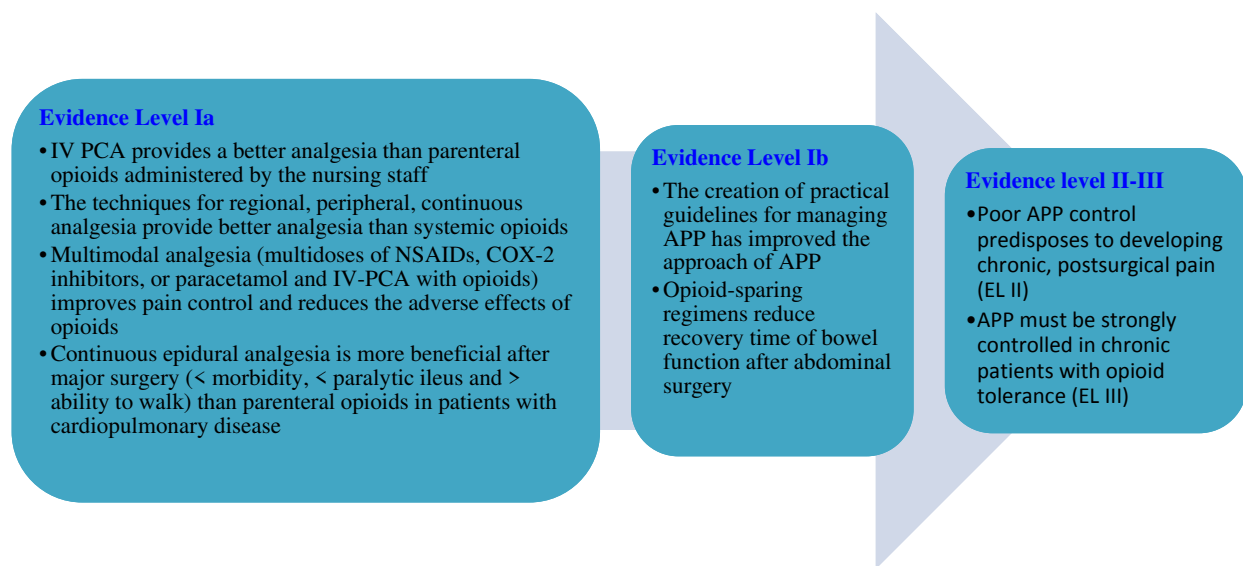 Evidence Level Ia
• IV PCA provides a better analgesia than parenteral
opioids administered by the nursing staff
• The techniques for regional, peripheral, continuous
analgesia provide better analgesia than systemic opioids
• Multimodal analgesia (multidoses of NSAIDs, COX-2
inhibitors, or paracetamol and IV-PCA with opioids)
improves pain control and reduces the adverse effects of
opioids
• Continuous epidural analgesia is more beneficial after
major surgery (< morbidity, < paralytic ileus and >
ability to walk) than parenteral opioids in patients with
cardiopulmonary disease
Evidence Level Ib
• The creation of practical
guidelines for managing
APP has improved the
approach of APP
• Opioid-sparing
regimens reduce
recovery time of bowel
function after abdominal
surgery
Evidence level II-III
• Poor APP control
predisposes to developing
chronic, postsurgical pain
(EL II)
• APP must be strongly
controlled in chronic
patients with opioid
tolerance (EL III)